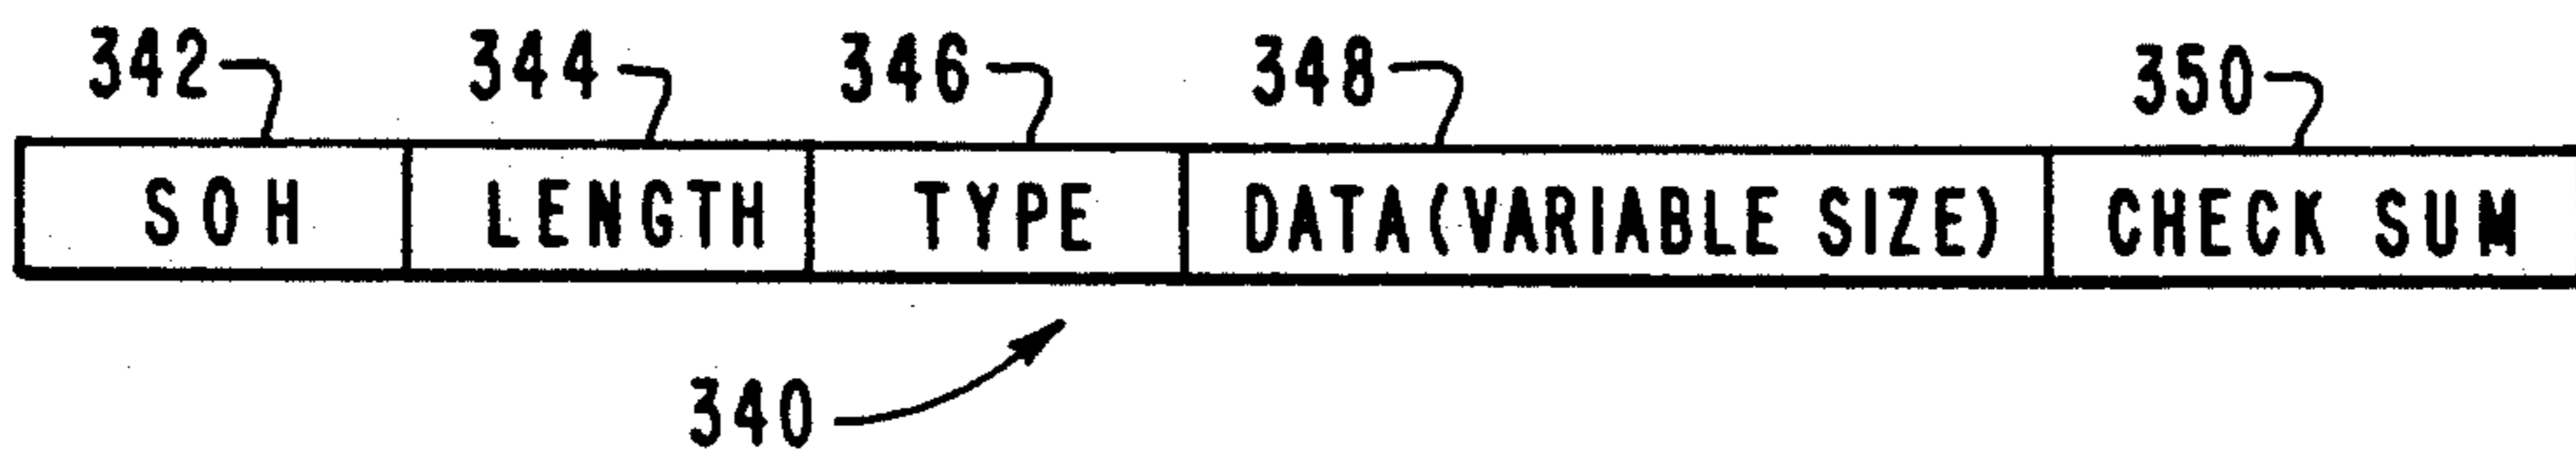 342 344 346 348 350
SOH LENGTH TYPE DATA(VARIABLE SIZE) CHECK SUM
340